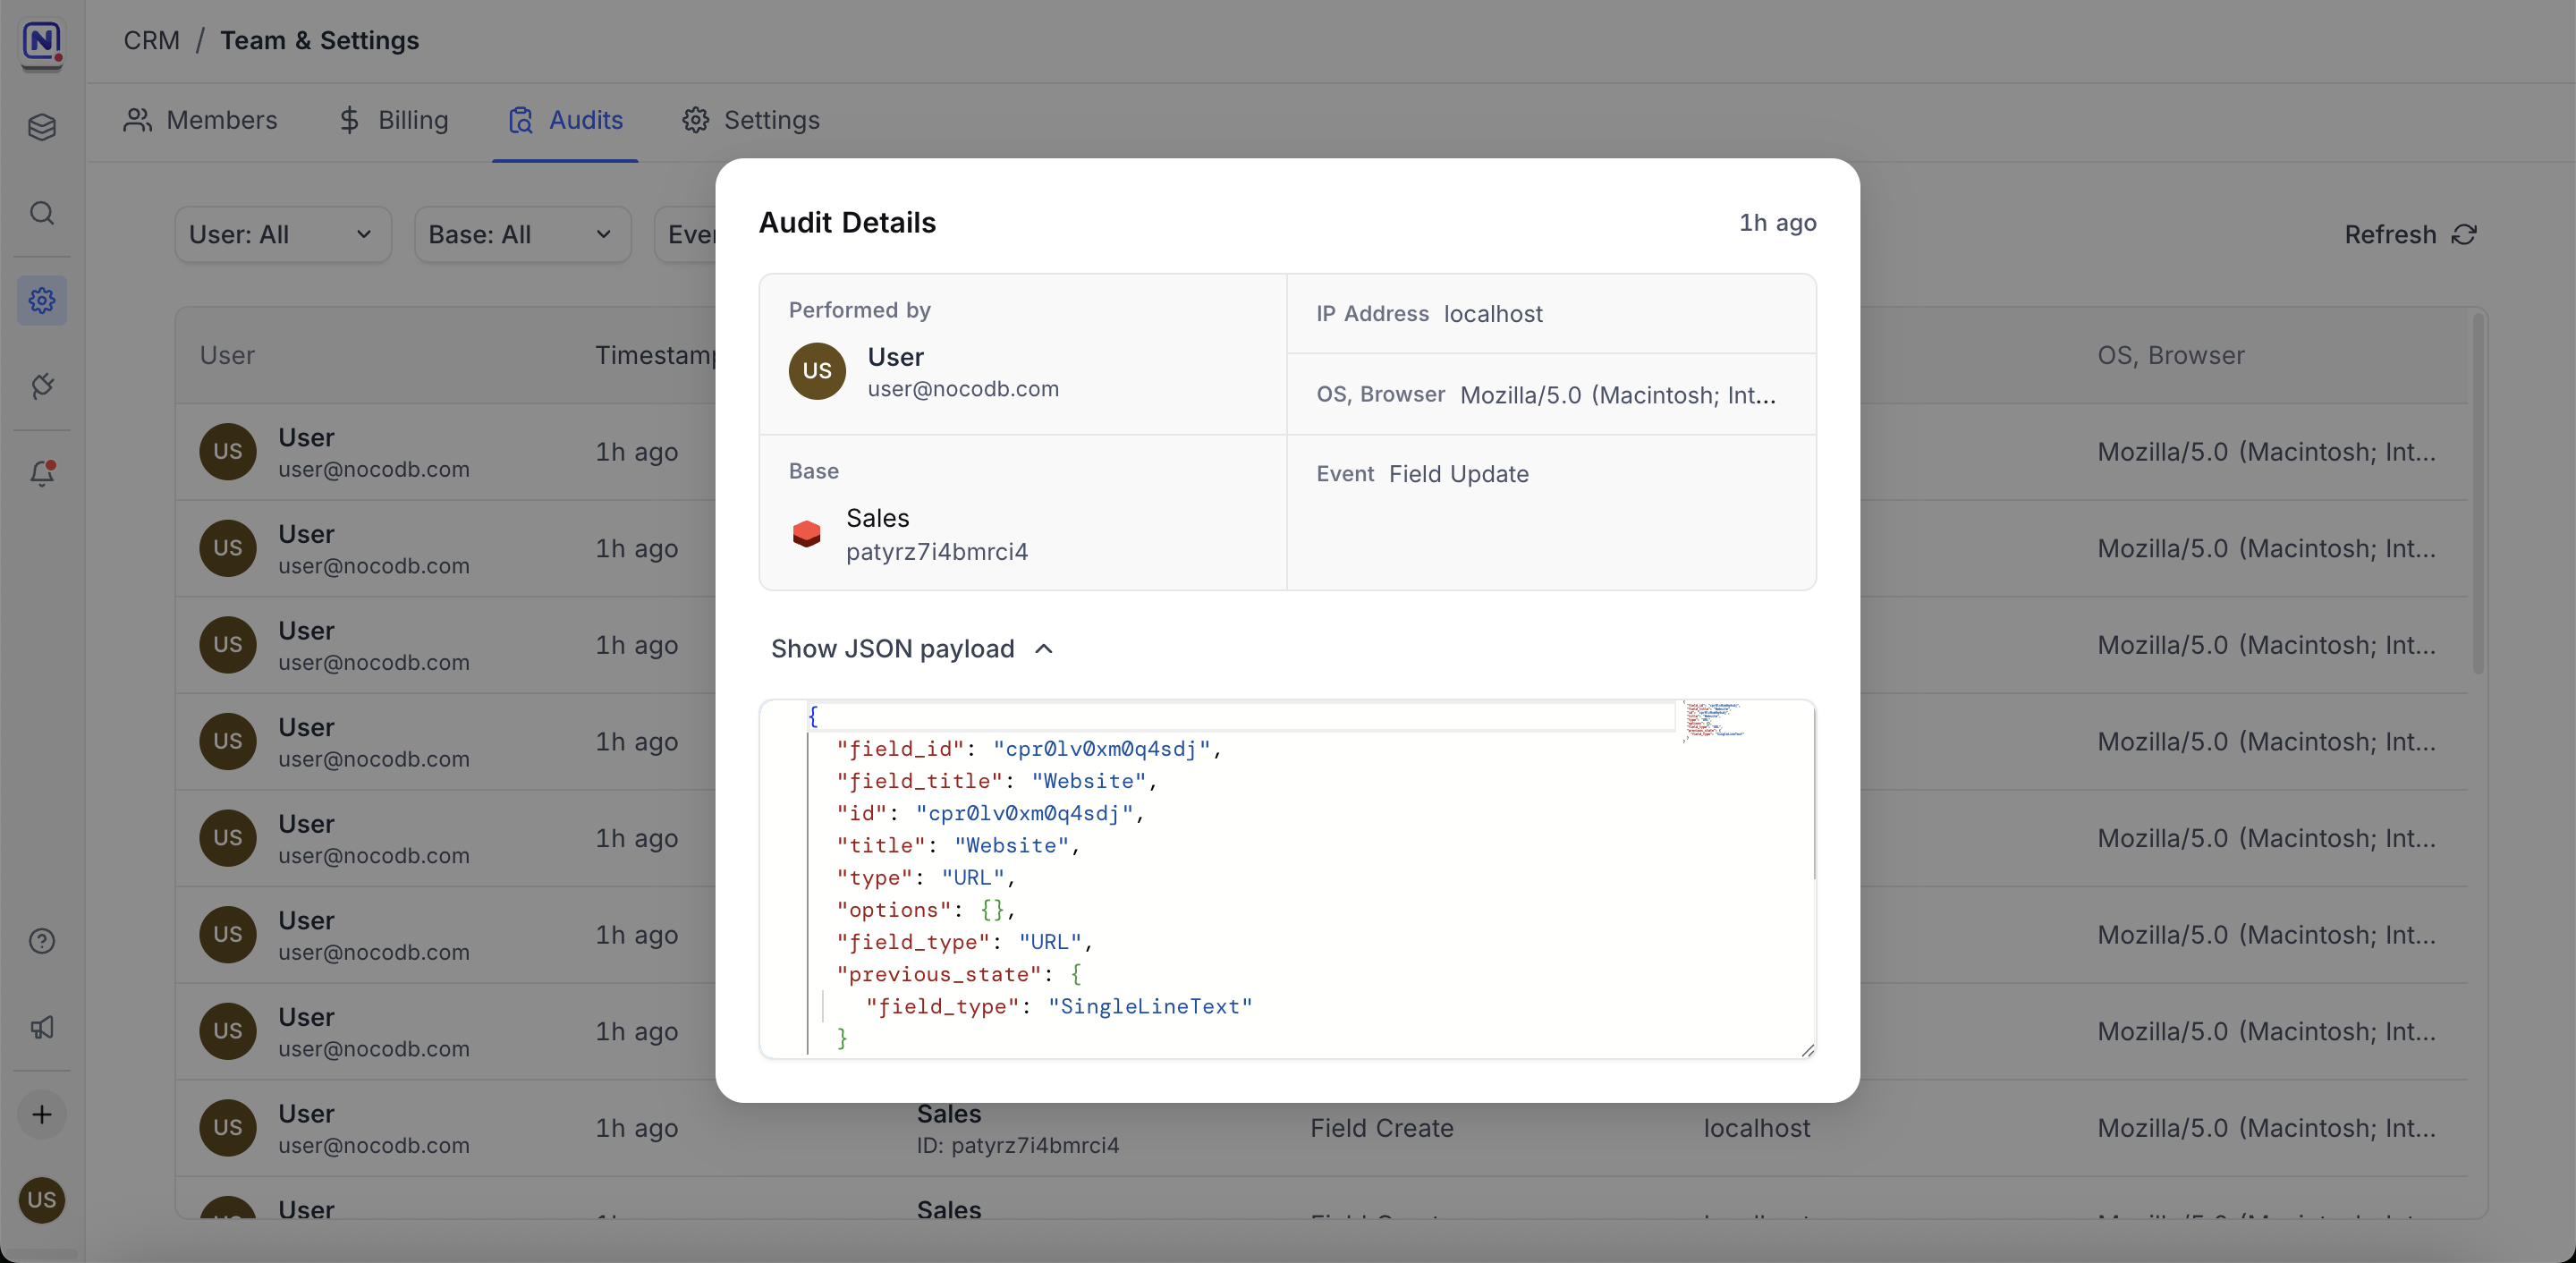 CRM / Team & Settings
Members
Billing
Audits
Settings
User: All
Base: All
Refresh
User
OS, Browser
User
user@nocodb.com
1h ago
Mozilla/5.0 (Macintosh; Int...
User
user@nocodb.com
1h ago
Mozilla/5.0 (Macintosh; Int...
User
user@nocodb.com
1h ago
Mozilla/5.0 (Macintosh; Int...
User
user@nocodb.com
1h ago
Mozilla/5.0 (Macintosh; Int...
User
user@nocodb.com
1h ago
Mozilla/5.0 (Macintosh; Int...
User
user@nocodb.com
1h ago
Mozilla/5.0 (Macintosh; Int...
User
user@nocodb.com
1h ago
Mozilla/5.0 (Macintosh; Int...
User
user@nocodb.com
1h ago
Sales
ID: patyrz7i4bmrci4
Field Create
localhost
Mozilla/5.0 (Macintosh; Int...
User
Sales
US
US
US
US
US
US
US
US
US
Audit Details
1h ago
Performed by
US
User
user@nocodb.com
IP Address localhost
OS, Browser Mozilla/5.0 (Macintosh; Int...
Base
Sales
patyrz7i4bmrci4
Event Field Update
Show JSON payload
{
"field_id": "cpr0lv0xm0q4sdj",
"field_title": "Website",
"id": "cpr0lv0xm0q4sdj",
"title": "Website",
"type": "URL",
"options": {},
"field_type": "URL",
"previous_state": {
"field_type": "SingleLineText"
}